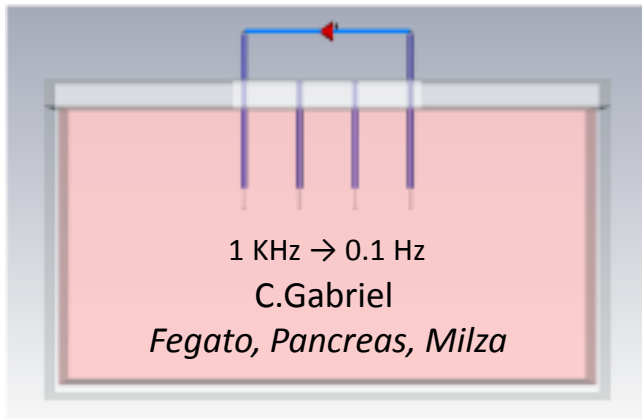 1 KHz → 0.1 Hz
C.Gabriel
Fegato, Pancreas, Milza